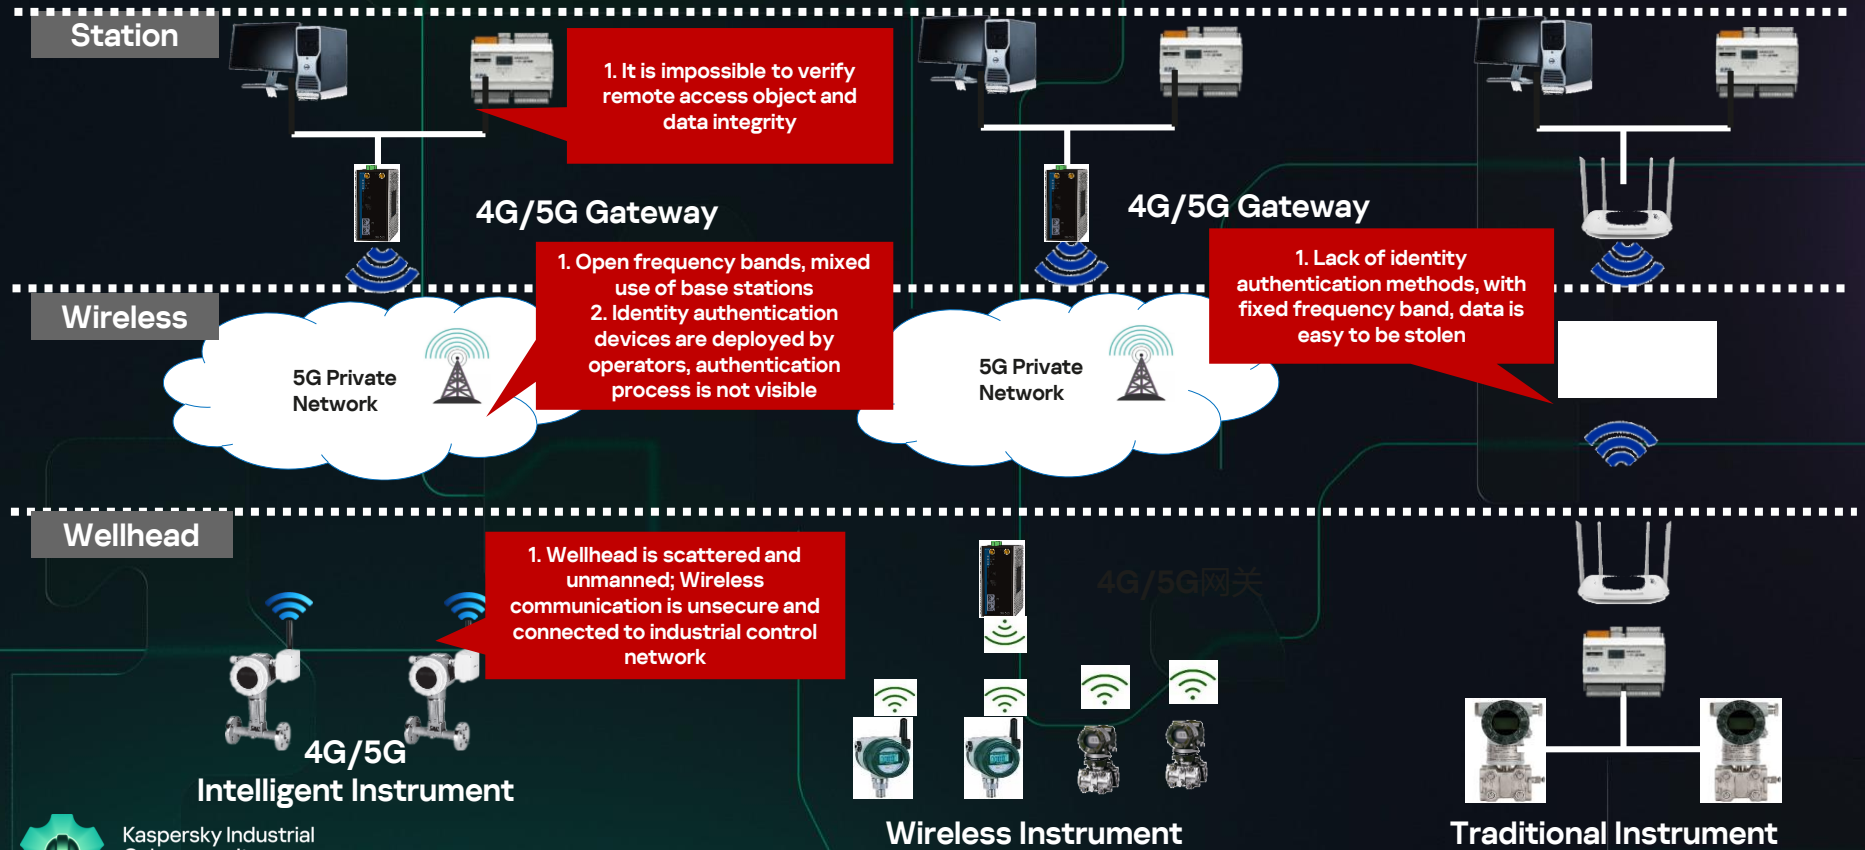 Station
1. It is impossible to verify
remote access object and
data integrity
4G/5G Gateway
4G/5G Gateway
1. Open frequency bands, mixed
use of base stations
2. Identity authentication
devices are deployed by
operators, authentication
process is not visible
1. Lack of identity
authentication methods, with
fixed frequency band, data is
easy to be stolen
Wireless
5G Private
Network
5G Private
Network
Wellhead
1. Wellhead is scattered and
unmanned; Wireless
communication is unsecure and
connected to industrial control
network
4G/5G网关
4G/5G
Intelligent Instrument
Wireless Instrument
Traditional Instrument
Kaspersky Industrial